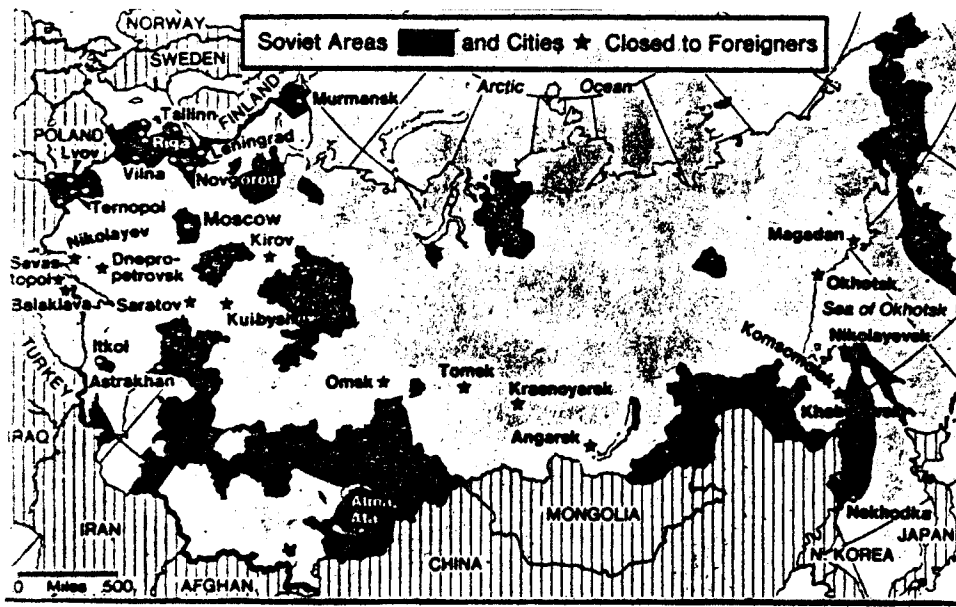 NORWAY
Soviet Areas and Cities ★ Closed to Foreigners
SWEDEN
FINLAND
Murmansk
Arctic Ocean
Tallinn
POLAND
Riga
Leningrad
Lvov
Vilna
Novgorod
Ternopol
Moscow
Nikolayev
Kirov
Magadan
Sevas-
topol
Dnepro-
petrovsk
Okhotsk
Balaklava
Saratov
Kuibyshev
Sea of Okhotsk
Komsomolsk
Nikolayevsk
Itkol
TURKEY
Astrakhan
Omsk
Tomsk
Krasnoyarsk
Khabarovsk
IRAQ
Angarsk
Alma
Ata
Nakhodka
IRAN
MONGOLIA
JAPAN
CHINA
N. KOREA
0 Miles 500
AFGHAN.